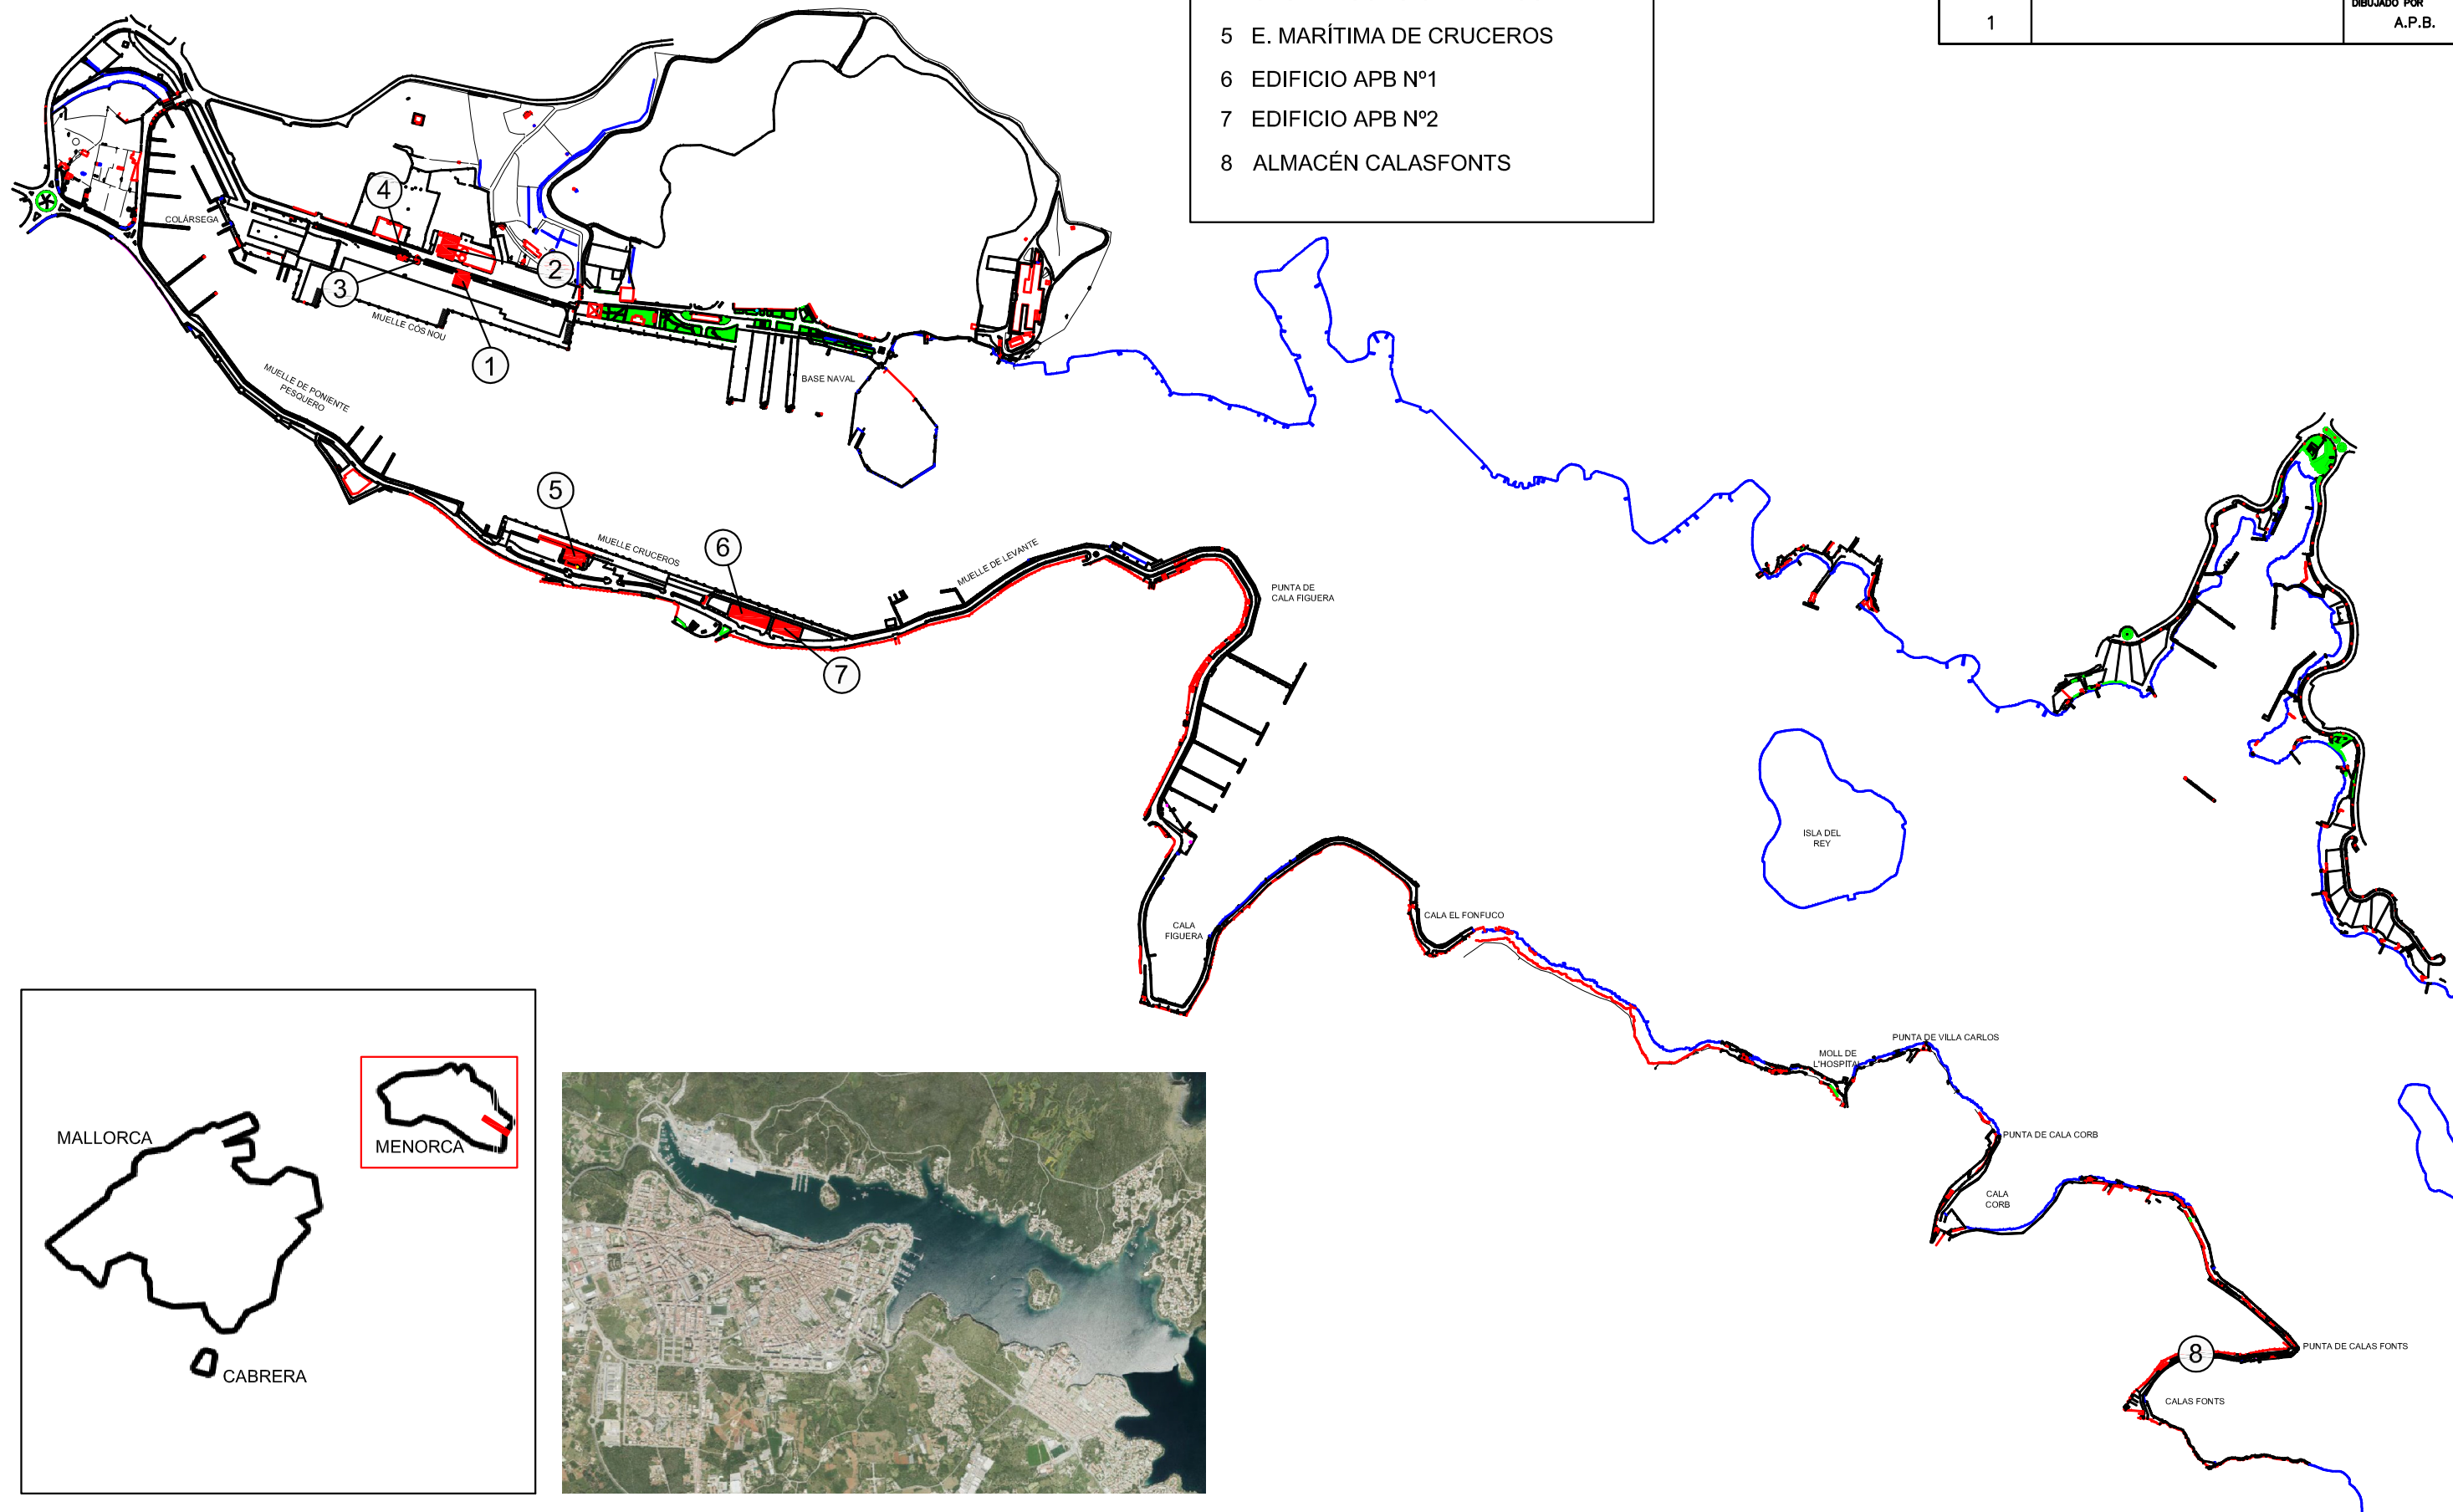 5 E. MARÍTIMA DE CRUCEROS
6 EDIFICIO APB Nº1
7 EDIFICIO APB Nº2
8 ALMACÉN CALASFONTS
1
DIBUJADO POR
A.P.B.
COLÁRSEGA
4
3
2
1
MUELLE CÓS NOU
BASE NAVAL
MUELLE DE PONIENTE
PESQUERO
5
MUELLE CRUCEROS
6
7
MUELLE DE LEVANTE
PUNTA DE
CALA FIGUERA
ISLA DEL
REY
CALA
FIGUERA
CALA EL FONFUCO
MOLL DE
L'HOSPITAL
PUNTA DE VILLA CARLOS
PUNTA DE CALA CORB
CALA
CORB
8
PUNTA DE CALAS FONTS
CALAS FONTS
MALLORCA
MENORCA
CABRERA